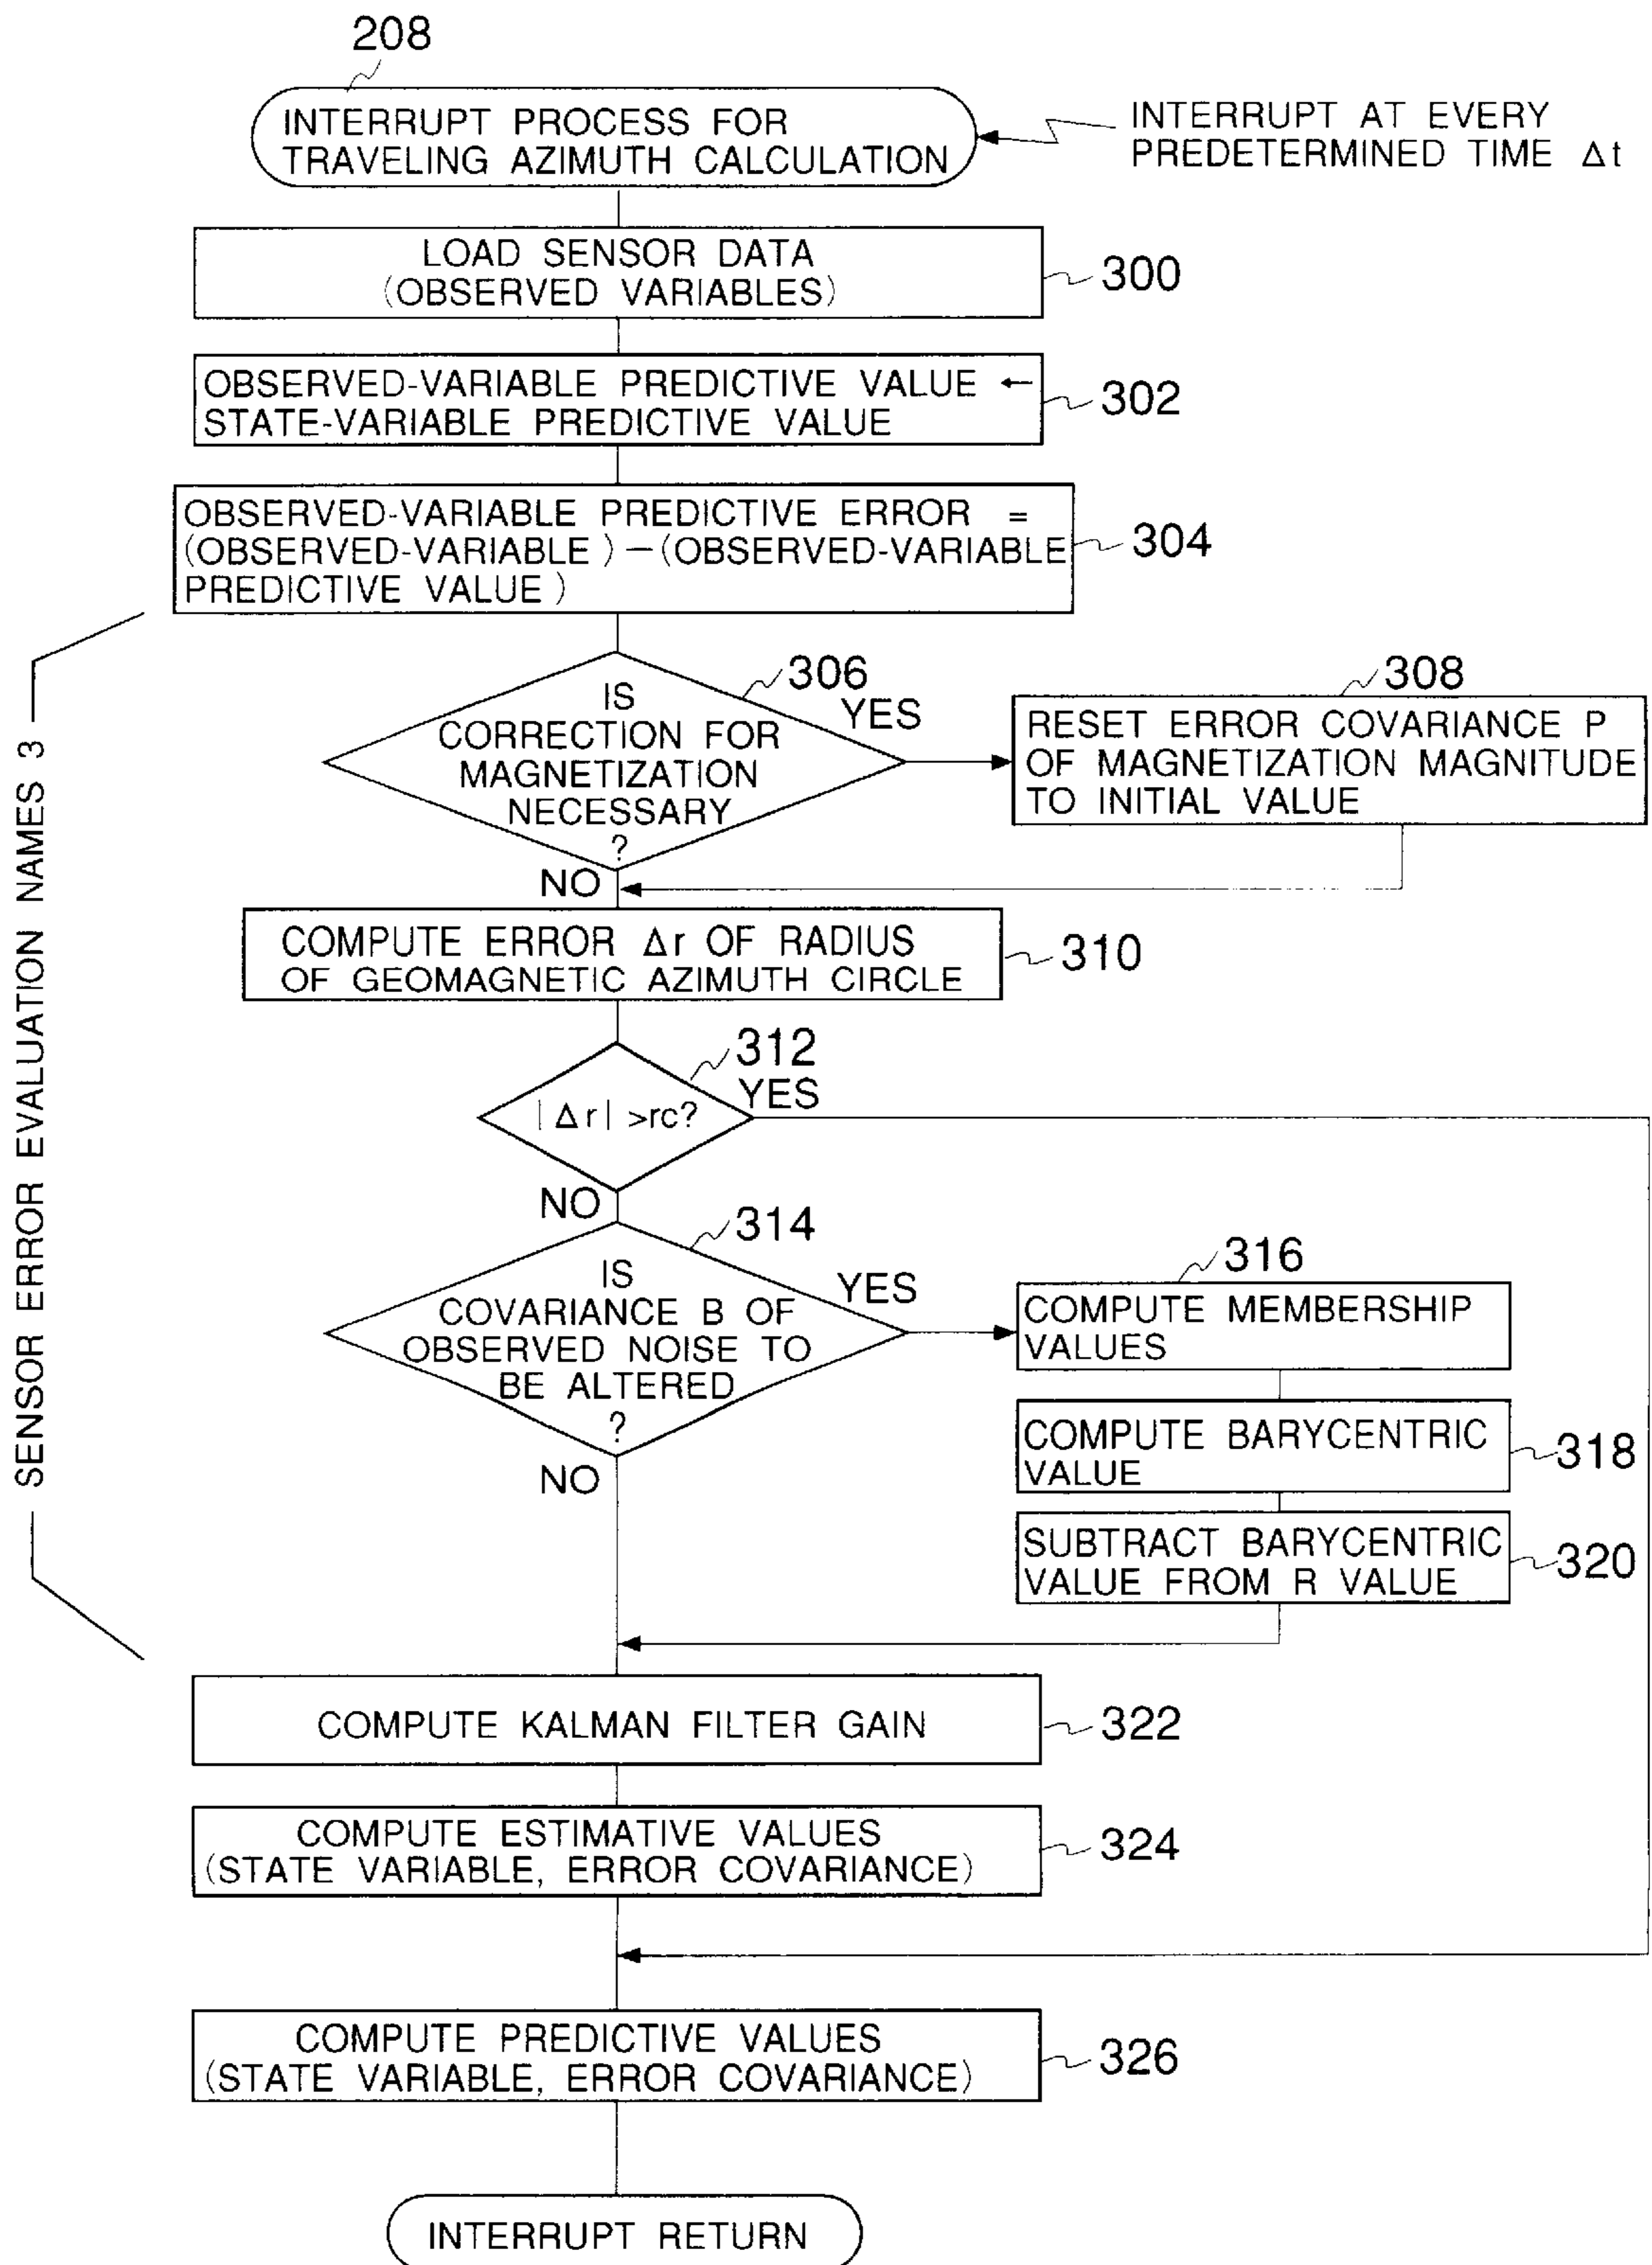 208
INTERRUPT PROCESS FOR
TRAVELING AZIMUTH CALCULATION
INTERRUPT AT EVERY
PREDETERMINED TIME Δt
LOAD SENSOR DATA
(OBSERVED VARIABLES)
300
OBSERVED-VARIABLE PREDICTIVE VALUE ←
STATE-VARIABLE PREDICTIVE VALUE
302
OBSERVED-VARIABLE PREDICTIVE ERROR =
(OBSERVED-VARIABLE) — (OBSERVED-VARIABLE
PREDICTIVE VALUE)
304
SENSOR ERROR EVALUATION NAMES 3
306
IS
CORRECTION FOR
MAGNETIZATION
NECESSARY
?
YES
NO
308
RESET ERROR COVARIANCE P
OF MAGNETIZATION MAGNITUDE
TO INITIAL VALUE
COMPUTE ERROR Δr OF RADIUS
OF GEOMAGNETIC AZIMUTH CIRCLE
310
312
|Δr| >rc?
YES
NO
314
IS
COVARIANCE B OF
OBSERVED NOISE TO
BE ALTERED
?
YES
NO
316
COMPUTE MEMBERSHIP
VALUES
COMPUTE BARYCENTRIC
VALUE
318
SUBTRACT BARYCENTRIC
VALUE FROM R VALUE
320
COMPUTE KALMAN FILTER GAIN
322
COMPUTE ESTIMATIVE VALUES
(STATE VARIABLE, ERROR COVARIANCE)
324
COMPUTE PREDICTIVE VALUES
(STATE VARIABLE, ERROR COVARIANCE)
326
INTERRUPT RETURN